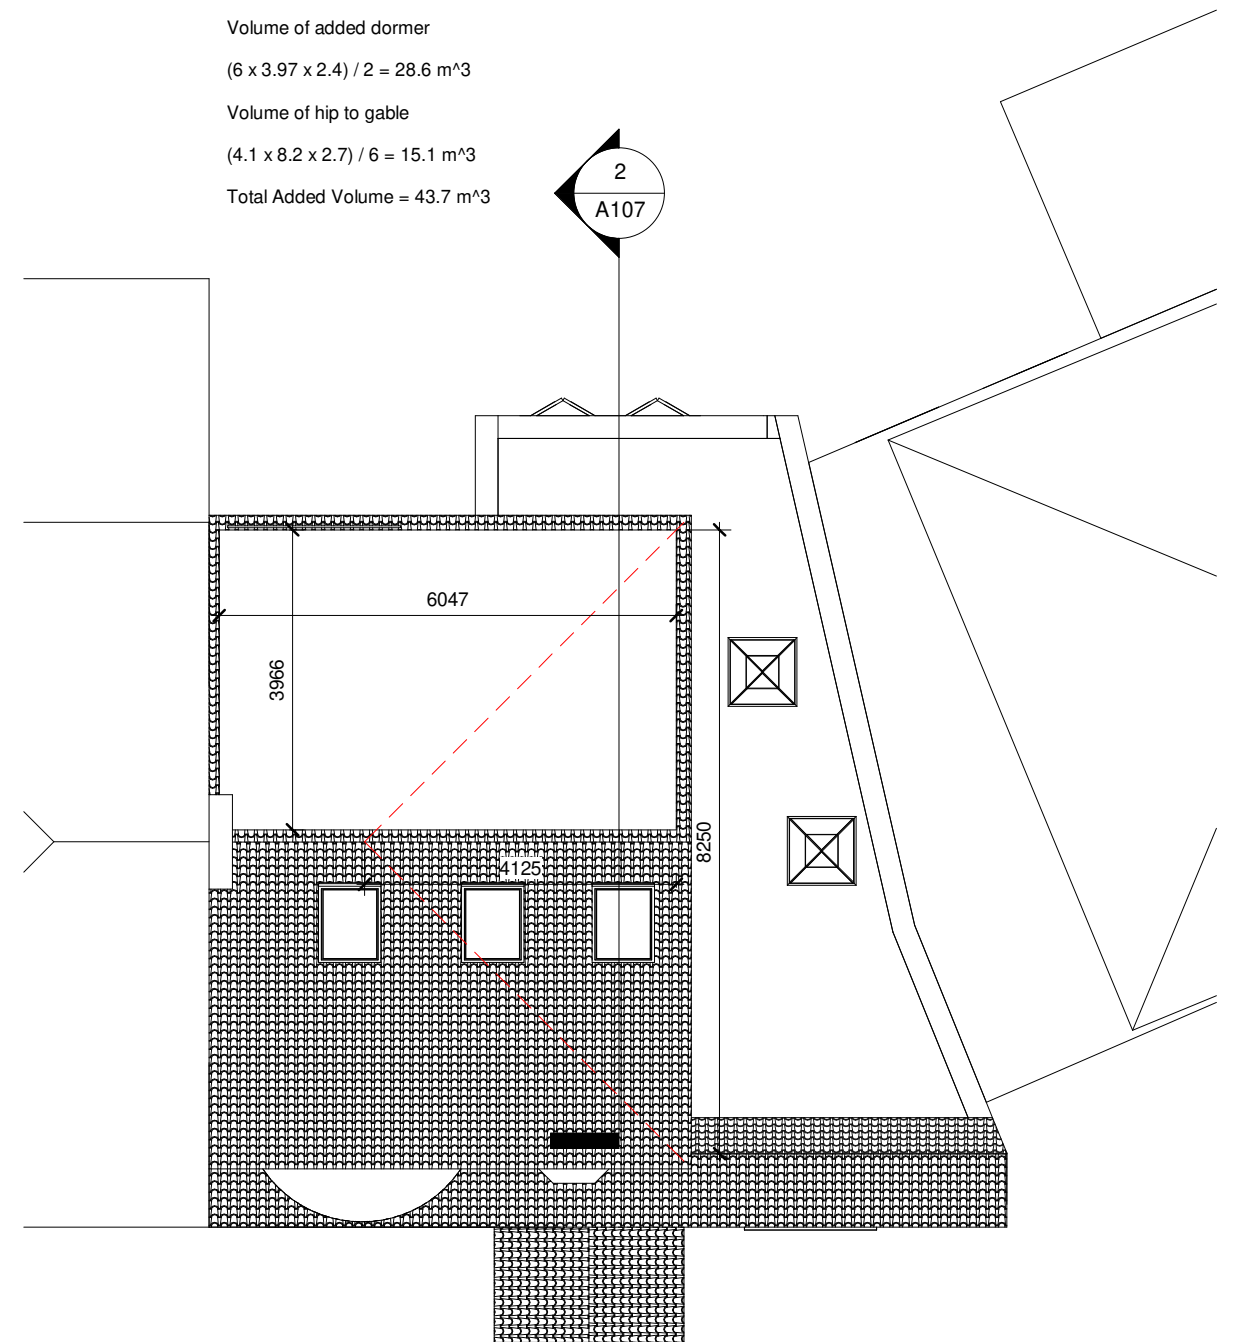 Volume of added dormer
(6 x 3.97 x 2.4) / 2 = 28.6 m^3
Volume of hip to gable
(4.1 x 8.2 x 2.7) / 6 = 15.1 m^3
Total Added Volume = 43.7 m^3
2
A107
6047
3966
8250
4125